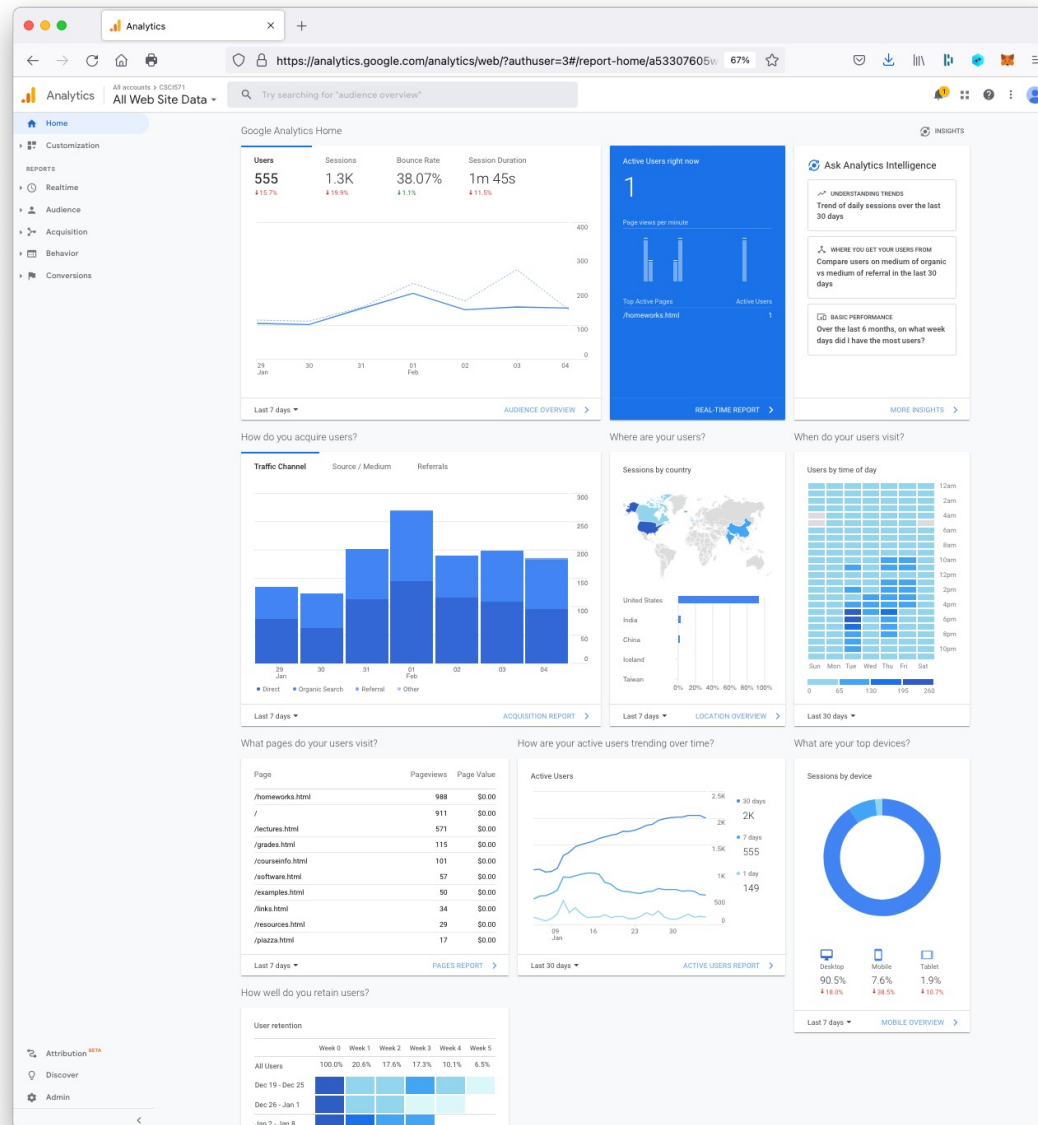 Analytics
https://analytics.google.com/analytics/web/?authuser=3#/report-home/a53307605w
67%
Analytics
All accounts > CSCI571
All Web Site Data
Try searching for "audience overview"
1
Home
Customization
REPORTS
Realtime
Audience
Acquisition
Behavior
Conversions
Attribution BETA
Discover
Admin
Google Analytics Home
INSIGHTS
Users Sessions Bounce Rate Session Duration
555 1.3K 38.07% 1m 45s
↓15.7% ↓19.9% ↓1.1% ↓11.5%
400
300
200
100
0
29 30 31 01 02 03 04
Jan Feb
Last 7 days AUDIENCE OVERVIEW
Active Users right now
1
Page views per minute
Top Active Pages Active Users
/homeworks.html 1
REAL-TIME REPORT
Ask Analytics Intelligence
UNDERSTANDING TRENDS
Trend of daily sessions over the last
30 days
WHERE YOU GET YOUR USERS FROM
Compare users on medium of organic
vs medium of referral in the last 30
days
BASIC PERFORMANCE
Over the last 6 months, on what week
days did I have the most users?
MORE INSIGHTS
How do you acquire users?
Traffic Channel Source / Medium Referrals
300
250
200
150
100
50
0
29 30 31 01 02 03 04
Jan Feb
Direct Organic Search Referral Other
Last 7 days ACQUISITION REPORT
Where are your users?
Sessions by country
United States
India
China
Iceland
Taiwan
0% 20% 40% 60% 80% 100%
Last 7 days LOCATION OVERVIEW
When do your users visit?
Users by time of day
12am
2am
4am
6am
8am
10am
12pm
2pm
4pm
6pm
8pm
10pm
Sun Mon Tue Wed Thu Fri Sat
0 65 130 195 260
Last 30 days
What pages do your users visit?
Page Pageviews Page Value
/homeworks.html 988 $0.00
/ 911 $0.00
/lectures.html 571 $0.00
/grades.html 115 $0.00
/courseinfo.html 101 $0.00
/software.html 57 $0.00
/examples.html 50 $0.00
/links.html 34 $0.00
/resources.html 29 $0.00
/piazza.html 17 $0.00
Last 7 days PAGES REPORT
How are your active users trending over time?
Active Users
2.5K
2K
1.5K
1K
500
0
30 days
2K
7 days
555
1 day
149
09 16 23 30
Jan
Last 30 days ACTIVE USERS REPORT
What are your top devices?
Sessions by device
Desktop Mobile Tablet
90.5% 7.6% 1.9%
↓18.0% ↓38.5% ↓10.7%
Last 7 days MOBILE OVERVIEW
How well do you retain users?
User retention
Week 0 Week 1 Week 2 Week 3 Week 4 Week 5
All Users 100.0% 20.6% 17.6% 17.3% 10.1% 6.5%
Dec 19 - Dec 25
Dec 26 - Jan 1
Jan 2 - Jan 8